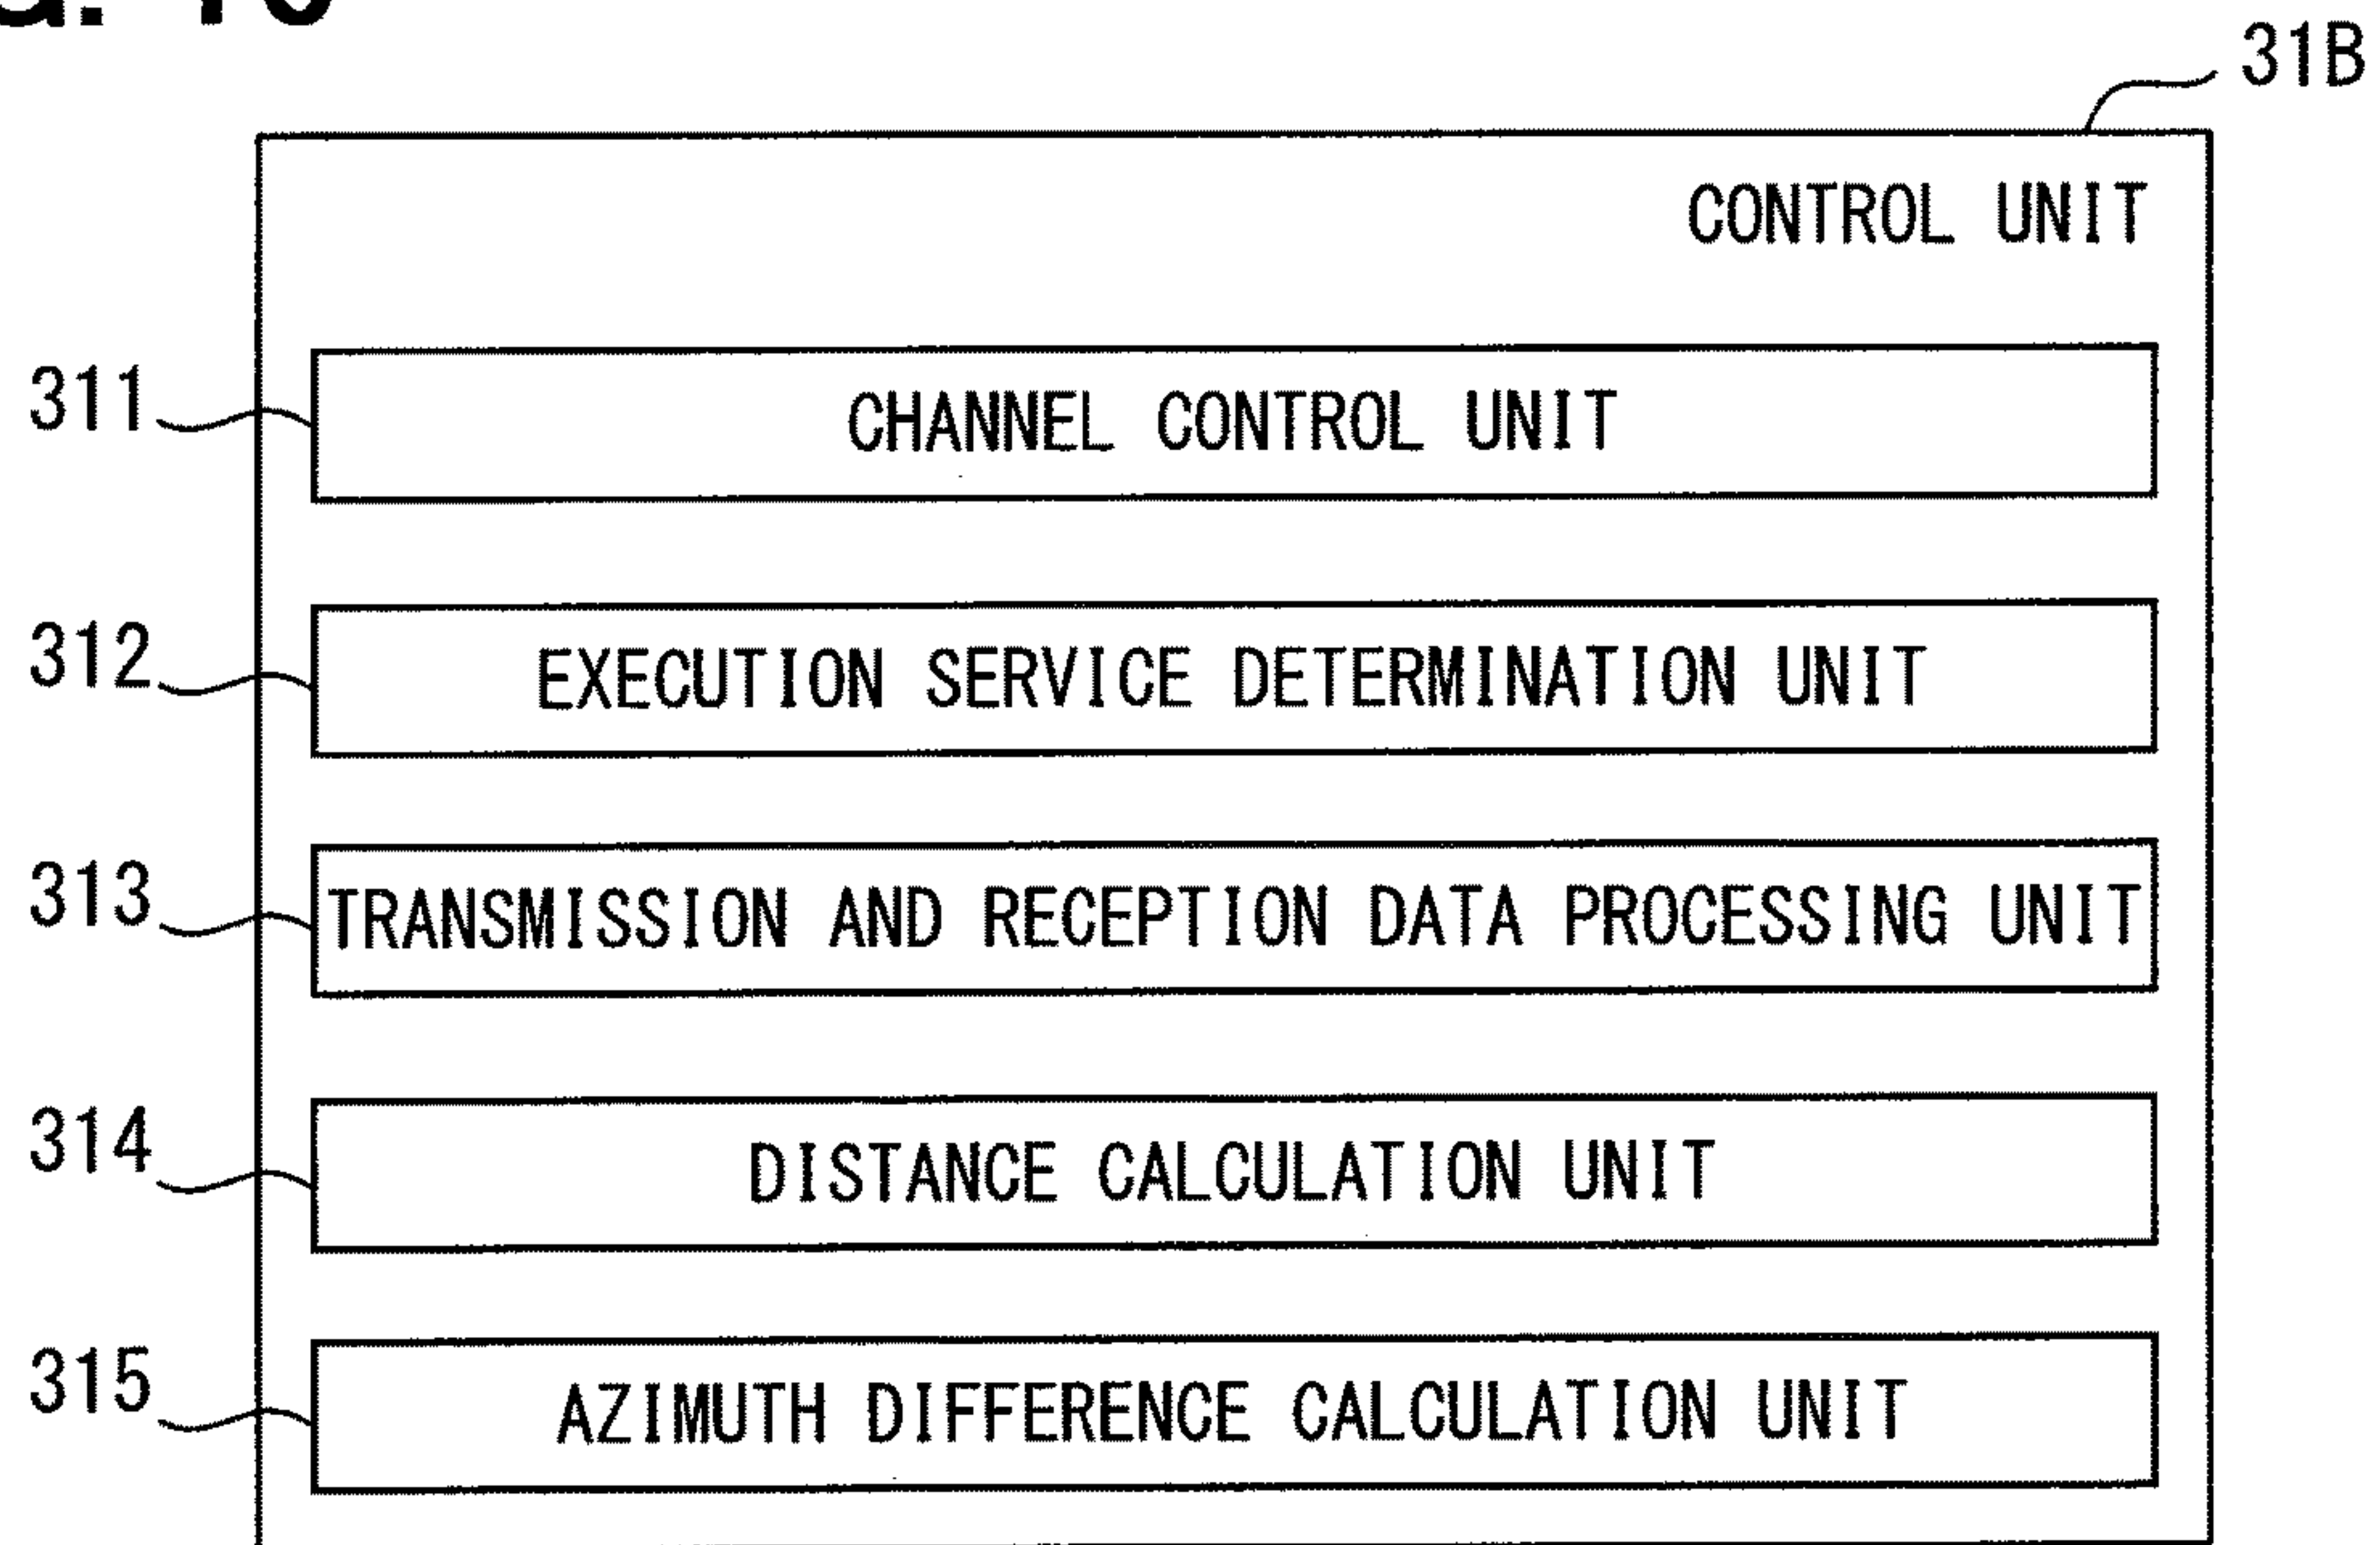 31B
CONTROL UNIT
311
CHANNEL CONTROL UNIT
312
EXECUTION SERVICE DETERMINATION UNIT
313
TRANSMISSION AND RECEPTION DATA PROCESSING UNIT
314
DISTANCE CALCULATION UNIT
315
AZIMUTH DIFFERENCE CALCULATION UNIT